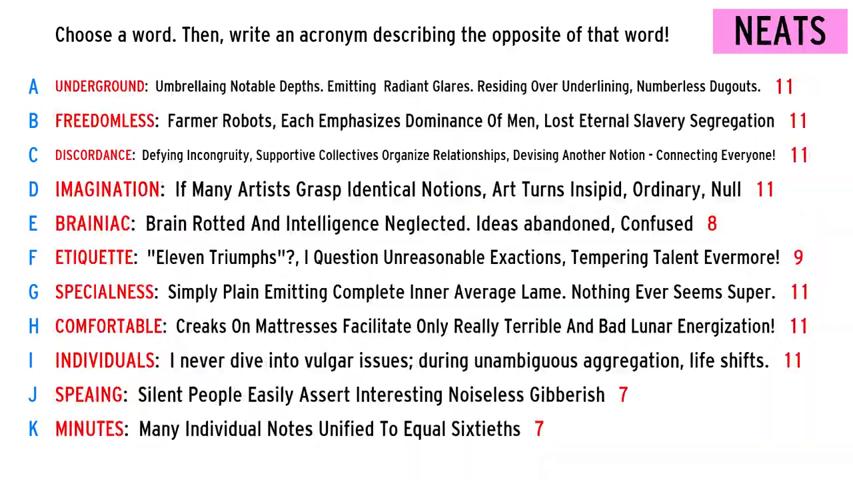 Choose a word. Then, write an acronym describing the opposite of that word!
NEATS
A UNDERGROUND: Umbrellaing Notable Depths. Emitting Radiant Glares. Residing Over Underlining, Numberless Dugouts. 11
B FREEDOMLESS: Farmer Robots, Each Emphasizes Dominance Of Men, Lost Eternal Slavery Segregation 11
C DISCORDANCE: Defying Incongruity, Supportive Collectives Organize Relationships, Devising Another Notion - Connecting Everyone! 11
D IMAGINATION: If Many Artists Grasp Identical Notions, Art Turns Insipid, Ordinary, Null 11
E BRAINIAC: Brain Rotted And Intelligence Neglected. Ideas abandoned, Confused 8
F ETIQUETTE: "Eleven Triumphs"?, I Question Unreasonable Exactions, Tempering Talent Evermore! 9
G SPECIALNESS: Simply Plain Emitting Complete Inner Average Lame. Nothing Ever Seems Super. 11
H COMFORTABLE: Creaks On Mattresses Facilitate Only Really Terrible And Bad Lunar Energization! 11
I INDIVIDUALS: I never dive into vulgar issues; during unambiguous aggregation, life shifts. 11
J SPEAING: Silent People Easily Assert Interesting Noiseless Gibberish 7
K MINUTES: Many Individual Notes Unified To Equal Sixtieths 7